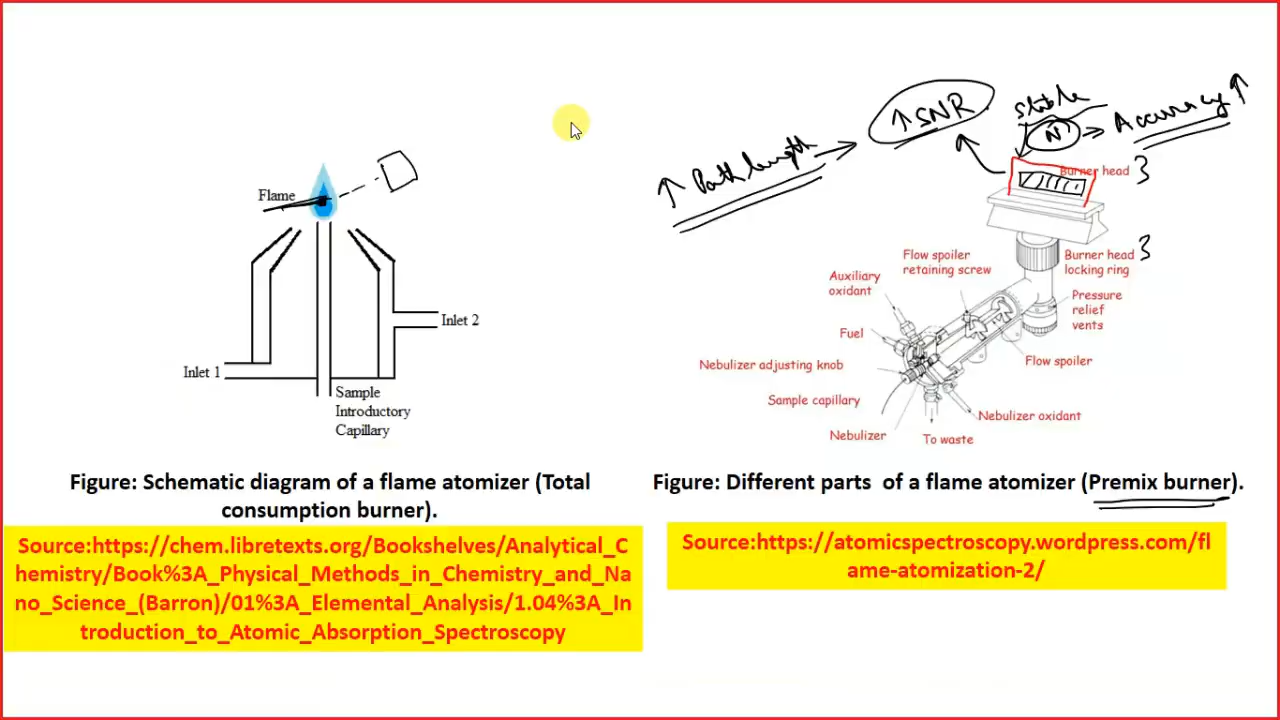 Flame
Inlet 2
Inlet 1
Sample
Introductory
Capillary
Figure: Schematic diagram of a flame atomizer (Total
consumption burner).
Source:https://chem.libretexts.org/Bookshelves/Analytical_C
hemistry/Book%3A_Physical_Methods_in_Chemistry_and_Na
no_Science_(Barron)/01%3A_Elemental_Analysis/1.04%3A_In
troduction_to_Atomic_Absorption_Spectroscopy
↑ Path length →
↑ SNR
stable
N → Accuracy ↑
Burner head
Burner head
locking ring
Flow spoiler
retaining screw
Auxiliary
oxidant
Pressure
relief
vents
Fuel
Flow spoiler
Nebulizer adjusting knob
Sample capillary
Nebulizer oxidant
Nebulizer
To waste
Figure: Different parts of a flame atomizer (Premix burner).
Source:https://atomicspectroscopy.wordpress.com/fl
ame-atomization-2/